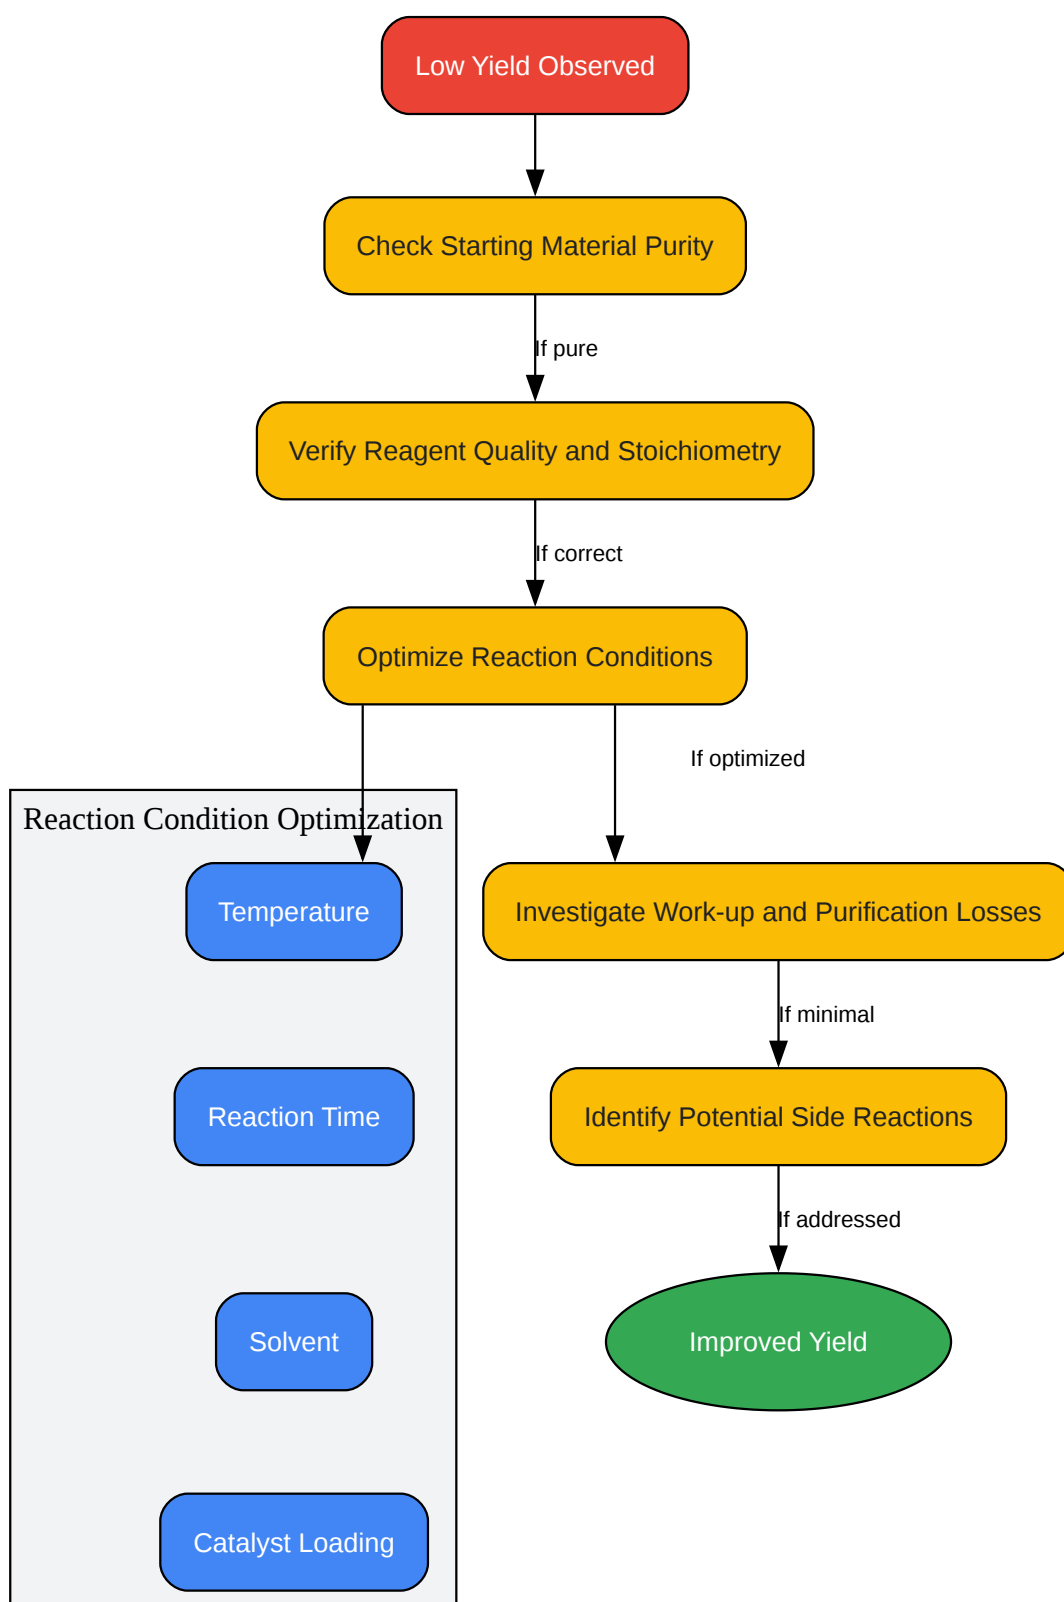 Low Yield Observed
Check Starting Material Purity
If pure
Verify Reagent Quality and Stoichiometry
If correct
Optimize Reaction Conditions
If optimized
Reaction Condition Optimization
Temperature
Investigate Work-up and Purification Losses
If minimal
Reaction Time
Identify Potential Side Reactions
If addressed
Solvent
Improved Yield
Catalyst Loading